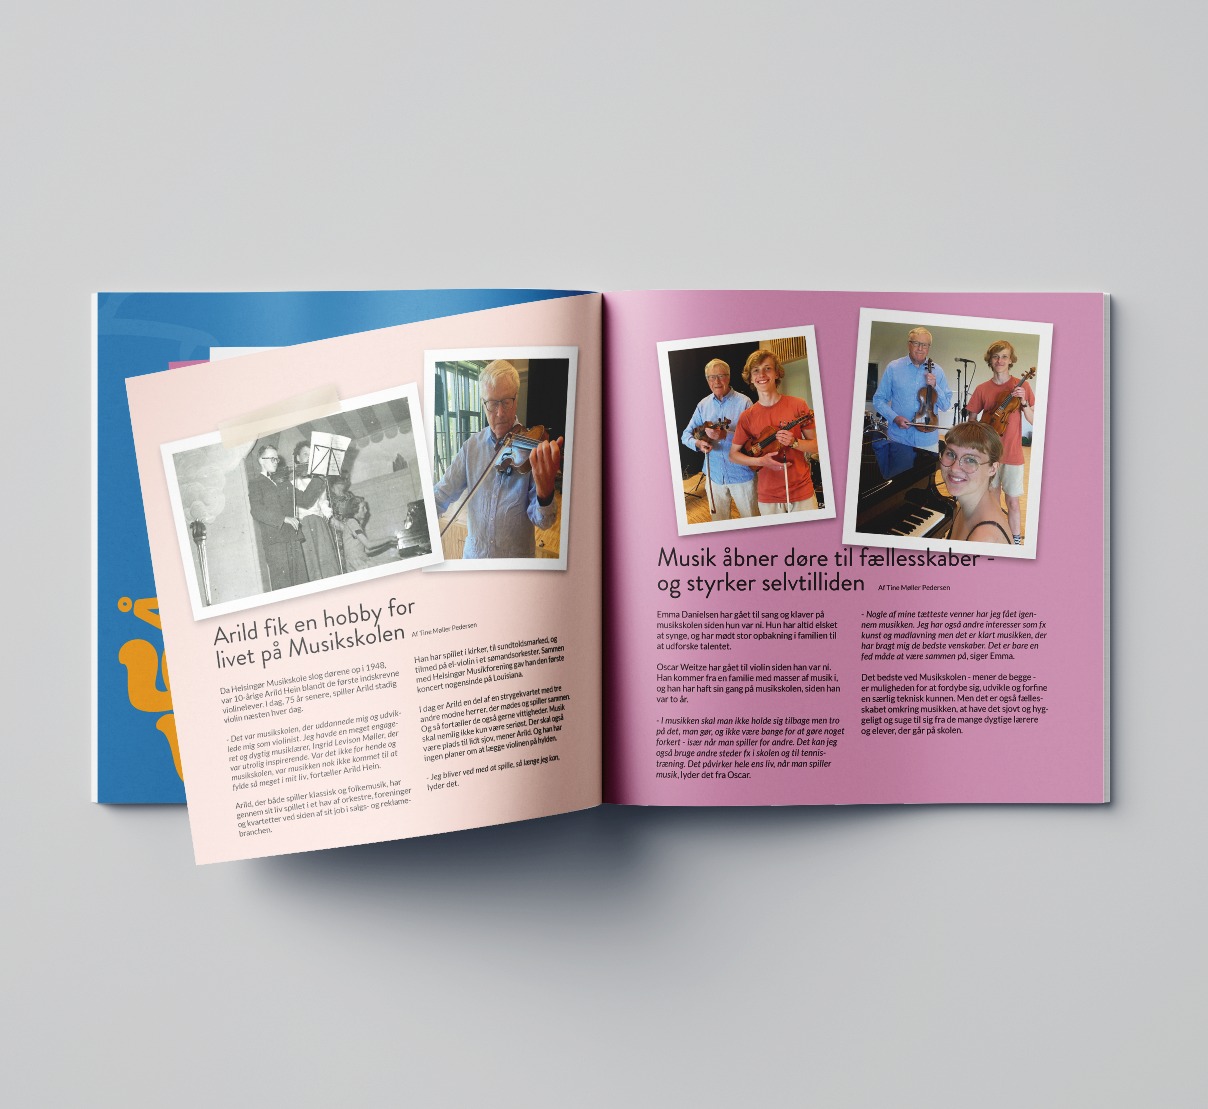 Arild fik en hobby for
livet på Musikskolen Af Tine Møller Pedersen
Da Helsingør Musikskole slog dørene op i 1948,
var 10-årige Arild Hein blandt de første indskrevne
violinelever. I dag, 75 år senere, spiller Arild stadig
violin næsten hver dag.
- Det var musikskolen, der uddannede mig og udvik-
lede mig som violinist. Jeg havde en meget engage-
ret og dygtig musiklærer, Ingrid Levison Møller, der
var utrolig inspirerende. Var det ikke for hende og
musikskolen, var musikken nok ikke kommet til at
fylde så meget i mit liv, fortæller Arild Hein.
Arild, der både spiller klassisk og folkemusik, har
gennem sit liv spillet i et hav af orkestre, foreninger
og kvartetter ved siden af sit job i salgs- og reklame-
branchen.
Han har spillet i kirker, til sundtoldsmarked, og
tilmed på el-violin i et sømandsorkester. Sammen
med Helsingør Musikforening gav han den første
koncert nogensinde på Louisiana.
I dag er Arild en del af en strygekvartet med tre
andre modne herrer, der mødes og spiller sammen.
Og så fortæller de også gerne vittigheder. Musik
skal nemlig ikke kun være seriøst. Der skal også
være plads til lidt sjov, mener Arild. Og han har
ingen planer om at lægge violinen på hylden.
- Jeg bliver ved med at spille, så længe jeg kan,
lyder det.
Musik åbner døre til fællesskaber -
og styrker selvtilliden Af Tine Møller Pedersen
Emma Danielsen har gået til sang og klaver på
musikskolen siden hun var ni. Hun har altid elsket
at synge, og har mødt stor opbakning i familien til
at udforske talentet.
Oscar Weitze har gået til violin siden han var ni.
Han kommer fra en familie med masser af musik i,
og han har haft sin gang på musikskolen, siden han
var to år.
- I musikken skal man ikke holde sig tilbage men tro
på det, man gør, og ikke være bange for at gøre noget
forkert - især når man spiller for andre. Det kan jeg
også bruge andre steder fx i skolen og til tennis-
træning. Det påvirker hele ens liv, når man spiller
musik, lyder det fra Oscar.
- Nogle af mine tætteste venner har jeg fået igen-
nem musikken. Jeg har også andre interesser som fx
kunst og madlavning men det er klart musikken, der
har bragt mig de bedste venskaber. Det er bare en
fed måde at være sammen på, siger Emma.
Det bedste ved Musikskolen - mener de begge -
er muligheden for at fordybe sig, udvikle og forfine
en særlig teknisk kunnen. Men det er også fælles-
skabet omkring musikken, at have det sjovt og hyg-
geligt og suge til sig fra de mange dygtige lærere
og elever, der går på skolen.